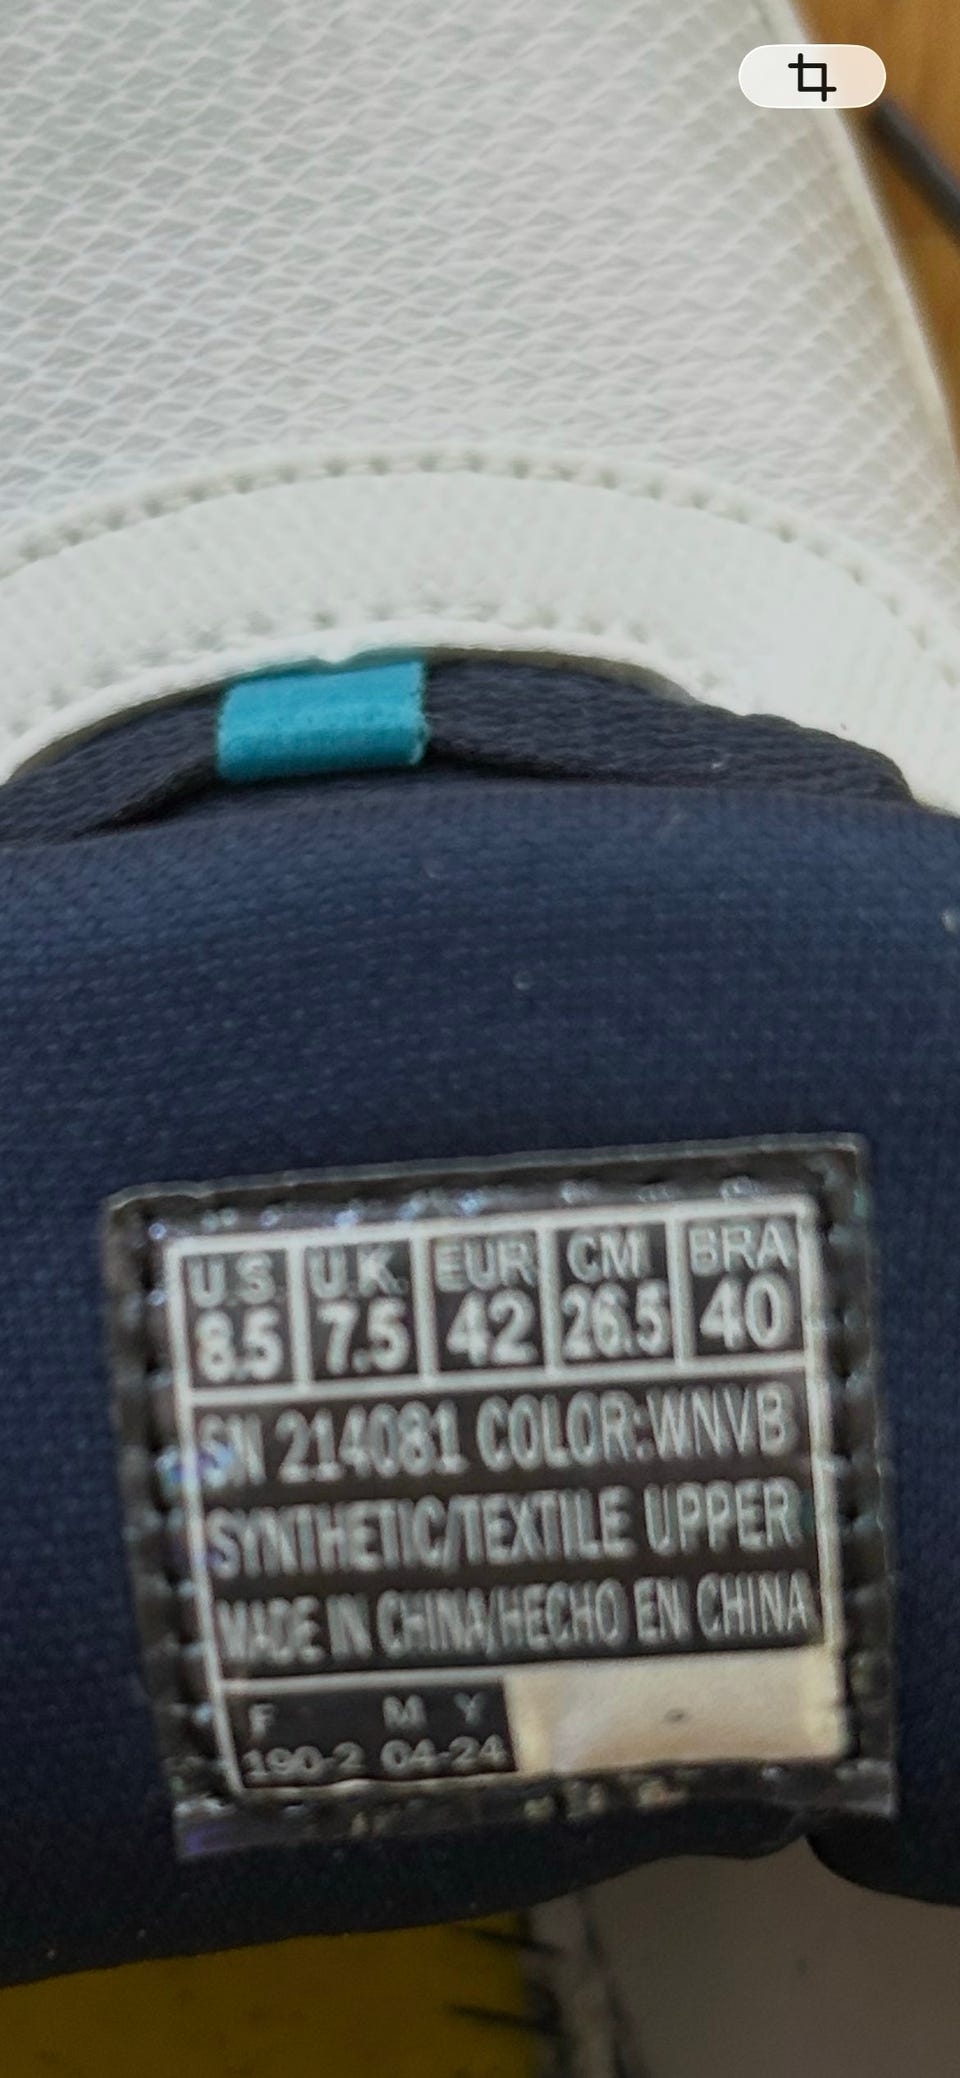 U.S. U.K. EUR CM BRA
8.5 7.5 42 26.5 40
SN 214081 COLOR:WNVB
SYNTHETIC/TEXTILE UPPER
MADE IN CHINA/HECHO EN CHINA
F M Y
190-2 04-24